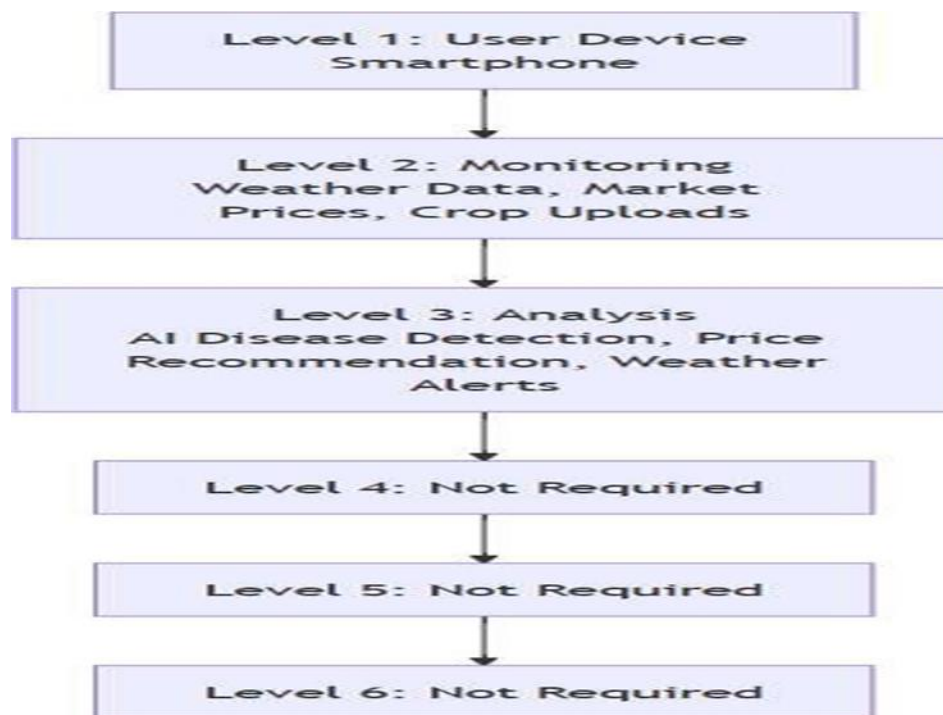 Level 1: User Device
Smartphone
Level 2: Monitoring
Weather Data, Market
Prices, Crop Uploads
Level 3: Analysis
AI Disease Detection, Price
Recommendation, Weather
Alerts
Level 4: Not Required
Level 5: Not Required
Level 6: Not Required